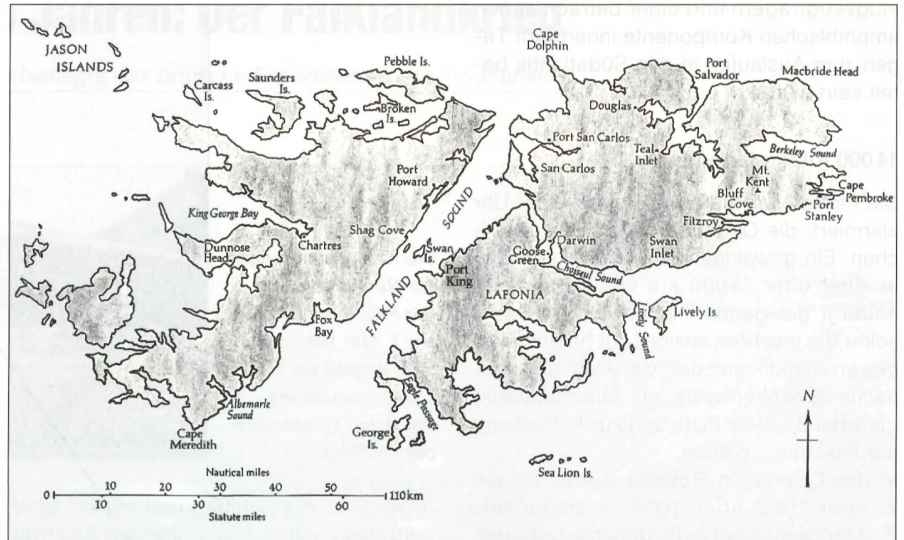 JASON
ISLANDS
Carcass
Is.
Saunders
Is.
Pebble Is.
Broken
Is.
Cape
Dolphin
Port
Salvador
Macbride Head
Douglas
Port San Carlos
Teal
Inlet
San Carlos
Berkeley Sound
Mt.
Kent
Cape
Pembroke
Bluff
Cove
Port
Stanley
Fitzroy
Port
Howard
King George Bay
Shag Cove
Dunnose
Head
Chartres
FALKLAND SOUND
Swan
Is.
Port
King
Goose
Green
Darwin
Swan
Inlet
Choiseul Sound
LAFONIA
Lively Is.
Lively
Sound
Fox
Bay
Albemarle
Sound
Cape
Meredith
Eagle Passage
George
Is.
Sea Lion Is.
N
Nautical miles
0 110km
10 20 30 40 50 60
Statute miles